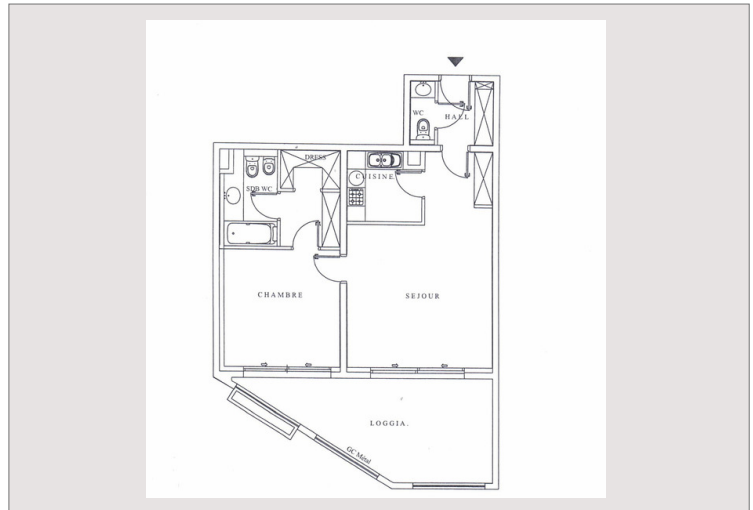 WC
HALL
DRESS
CUISINE
SDB WC
CHAMBRE
SEJOUR
LOGGIA.
GC Métal